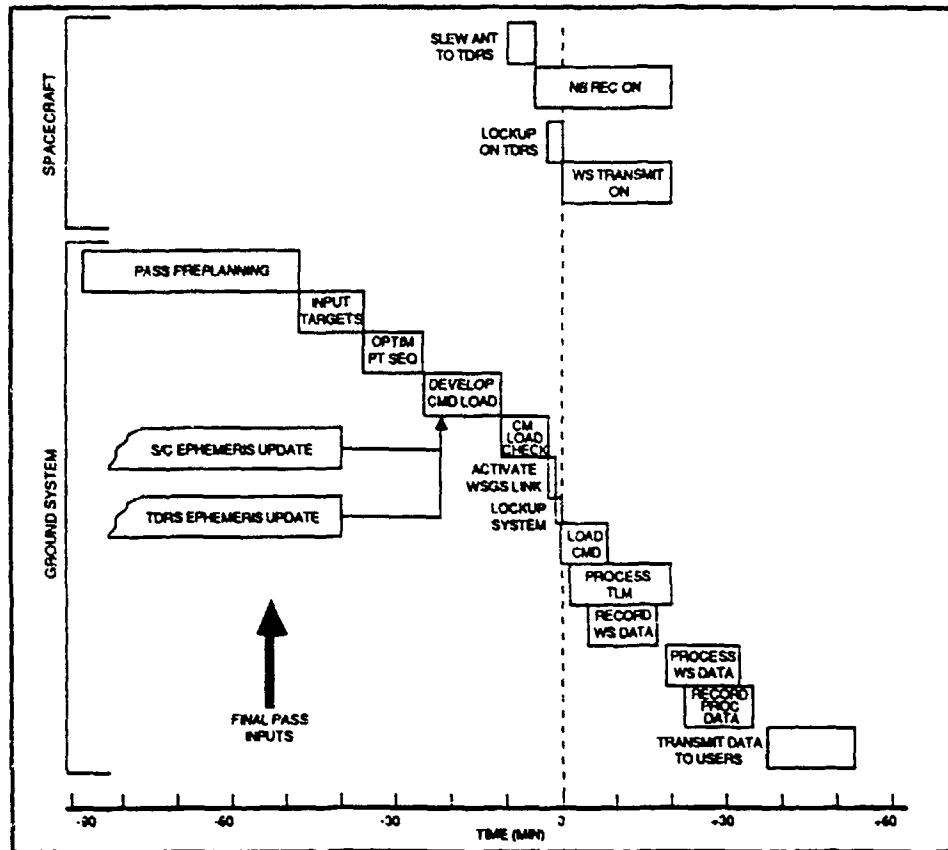 SPACECRAFT
SLEW ANT
TO TDRS
NB REC ON
LOCKUP
ON TDRS
WS TRANSMIT
ON
GROUND SYSTEM
PASS PREPLANNING
INPUT
TARGETS
OPTIM
PT SEQ
DEVELOP
CMD LOAD
CM
LOAD
CHECK
S/C EPHEMERIS UPDATE
ACTIVATE
WSGS LINK
TDRS EPHEMERIS UPDATE
LOCKUP
SYSTEM
LOAD
CMD
PROCESS
TLM
RECORD
WS DATA
PROCESS
WS DATA
RECORD
PROC
DATA
FINAL PASS
INPUTS
TRANSMIT DATA
TO USERS
-90
-60
-30
0
+30
+60
TIME (MIN)